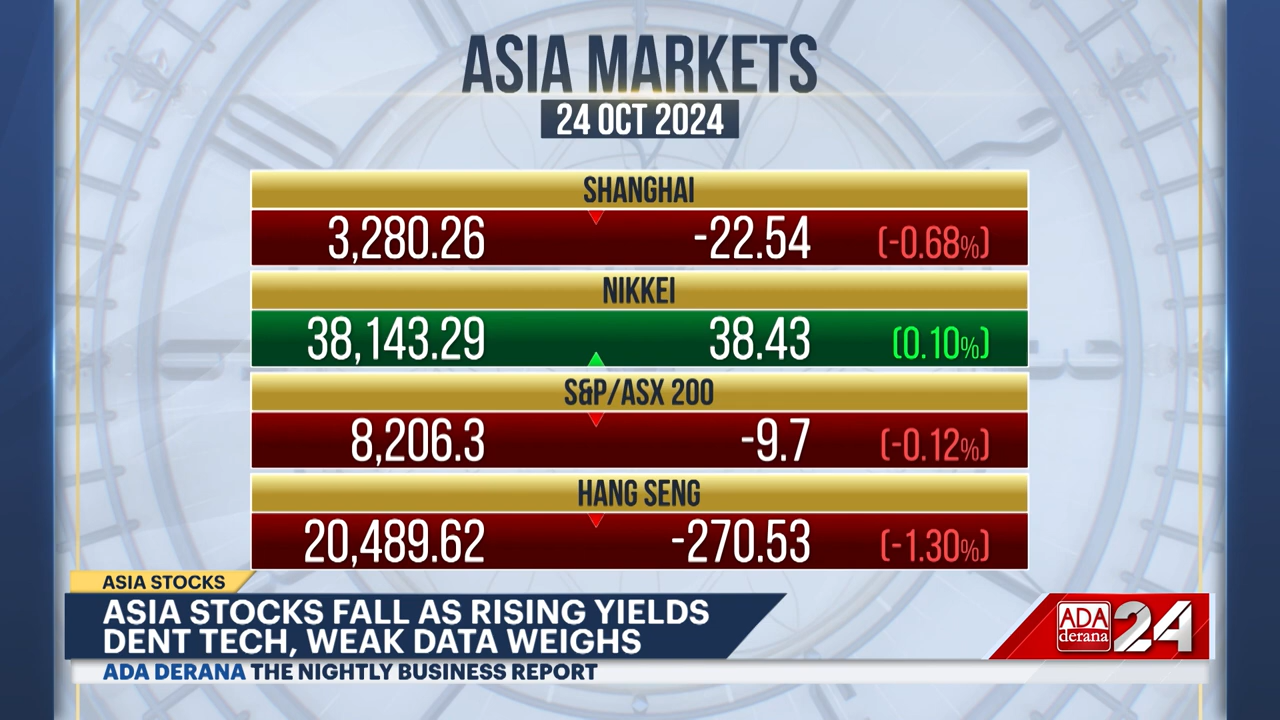 ASIA MARKETS
24 OCT 2024
SHANGHAI
3,280.26 -22.54 (-0.68%)
NIKKEI
38,143.29 38.43 (0.10%)
S&P/ASX 200
8,206.3 -9.7 (-0.12%)
HANG SENG
20,489.62 -270.53 (-1.30%)
ASIA STOCKS
ASIA STOCKS FALL AS RISING YIELDS
DENT TECH, WEAK DATA WEIGHS
ADA DERANA THE NIGHTLY BUSINESS REPORT
ADA
derana
24